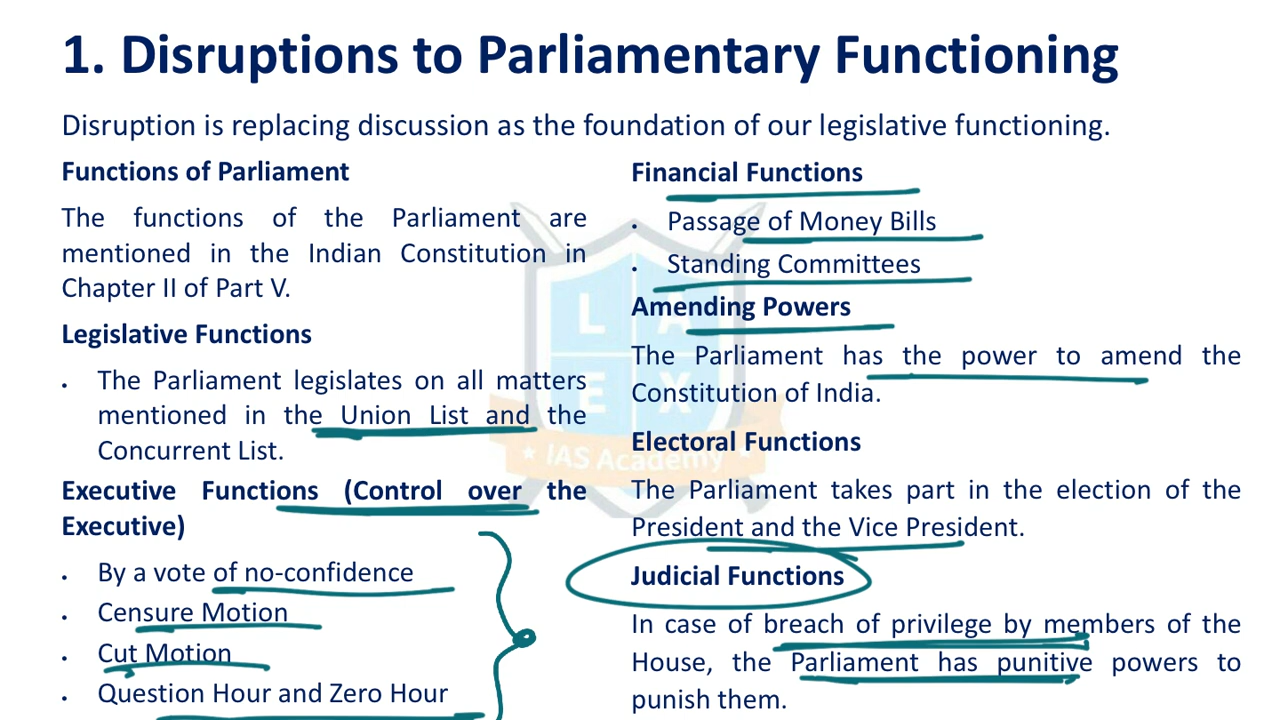 1. Disruptions to Parliamentary Functioning
Disruption is replacing discussion as the foundation of our legislative functioning.
Functions of Parliament
The functions of the Parliament are
mentioned in the Indian Constitution in
Chapter II of Part V.
Legislative Functions
• The Parliament legislates on all matters
mentioned in the Union List and the
Concurrent List.
Executive Functions (Control over the
Executive)
• By a vote of no-confidence
• Censure Motion
• Cut Motion
• Question Hour and Zero Hour
Financial Functions
• Passage of Money Bills
• Standing Committees
Amending Powers
The Parliament has the power to amend the
Constitution of India.
Electoral Functions
The Parliament takes part in the election of the
President and the Vice President.
Judicial Functions
In case of breach of privilege by members of the
House, the Parliament has punitive powers to
punish them.
L A
E X
IAS Academy